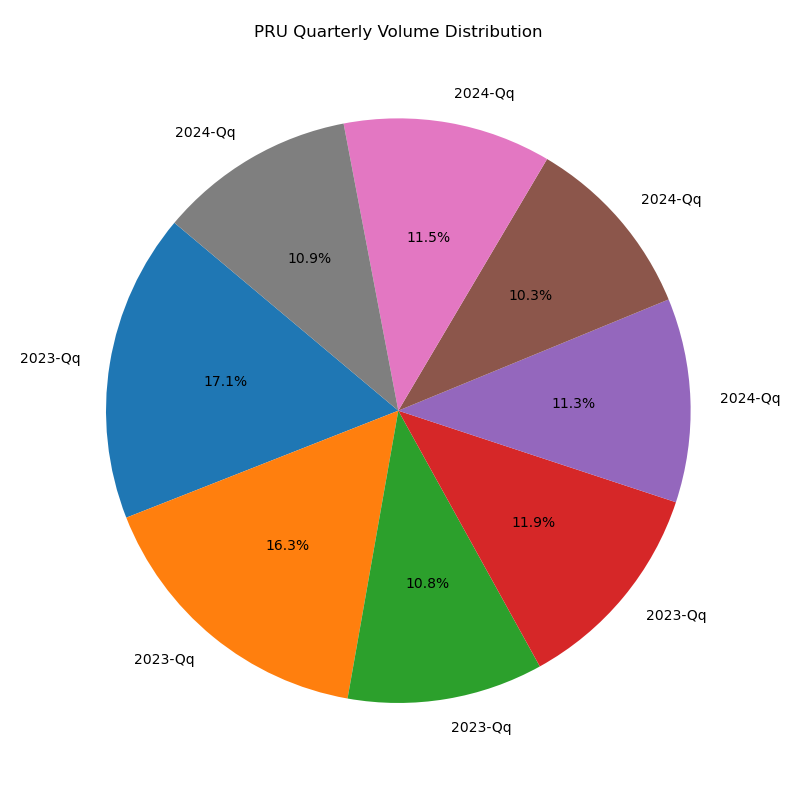 PRU Quarterly Volume Distribution
2024-Qq
2024-Qq
2024-Qq
11.5%
10.9%
10.3%
2023-Qq
17.1%
11.3%
2024-Qq
11.9%
16.3%
10.8%
2023-Qq
2023-Qq
2023-Qq